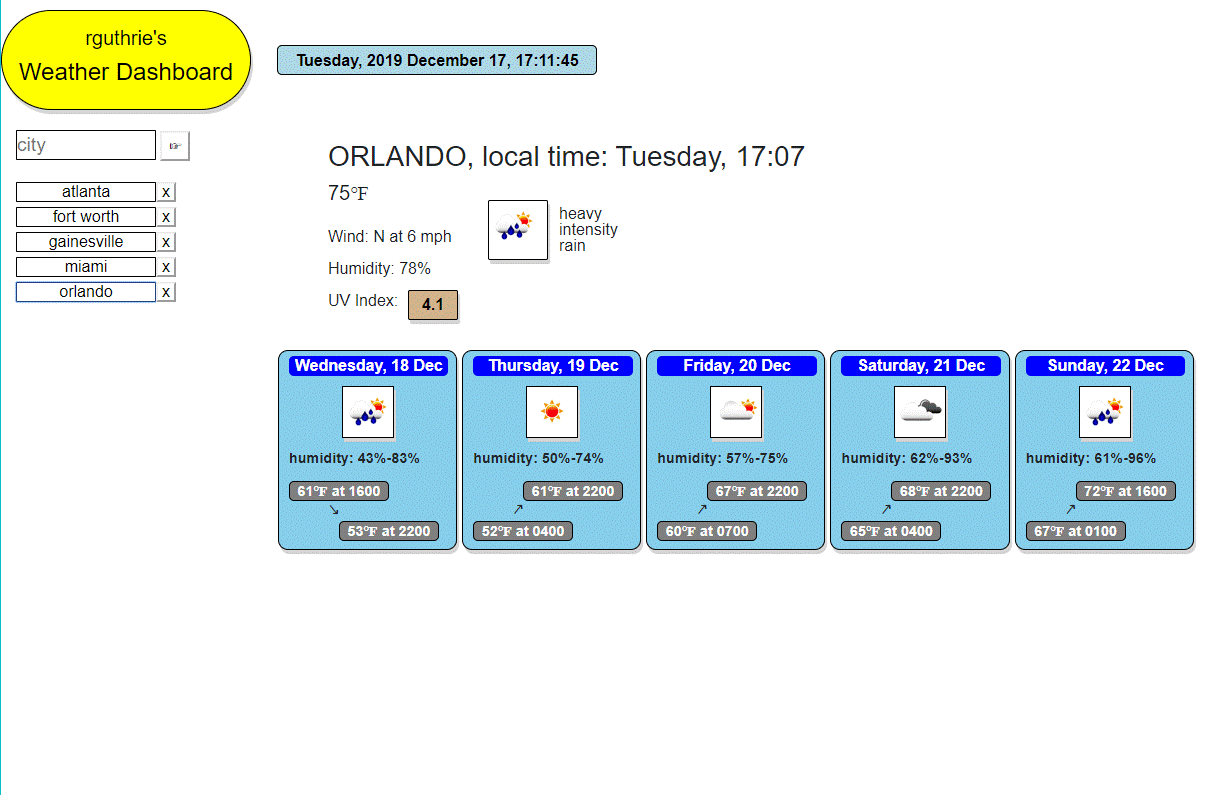 rguthrie's
Weather Dashboard
Tuesday, 2019 December 17, 17:11:45
city ☞
atlanta x
fort worth x
gainesville x
miami x
orlando x
ORLANDO, local time: Tuesday, 17:07
75℉
heavy
intensity
rain
Wind: N at 6 mph
Humidity: 78%
UV Index: 4.1
Wednesday, 18 Dec
humidity: 43%-83%
61℉ at 1600
↘
53℉ at 2200
Thursday, 19 Dec
humidity: 50%-74%
61℉ at 2200
↗
52℉ at 0400
Friday, 20 Dec
humidity: 57%-75%
67℉ at 2200
↗
60℉ at 0700
Saturday, 21 Dec
humidity: 62%-93%
68℉ at 2200
↗
65℉ at 0400
Sunday, 22 Dec
humidity: 61%-96%
72℉ at 1600
↗
67℉ at 0100